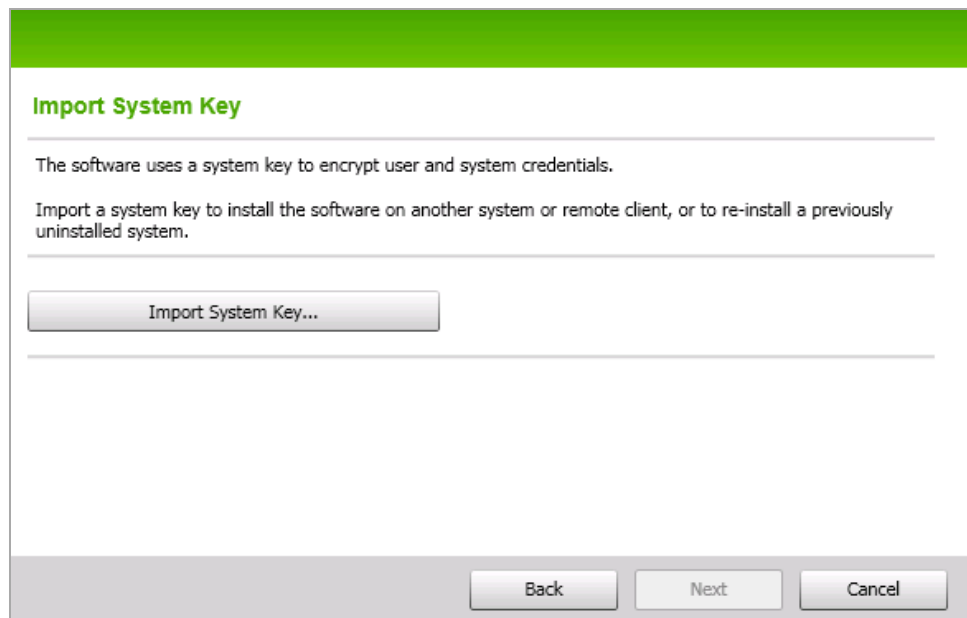 Import System Key
The software uses a system key to encrypt user and system credentials.
Import a system key to install the software on another system or remote client, or to re-install a previously
uninstalled system.
Import System Key...
Back
Next
Cancel